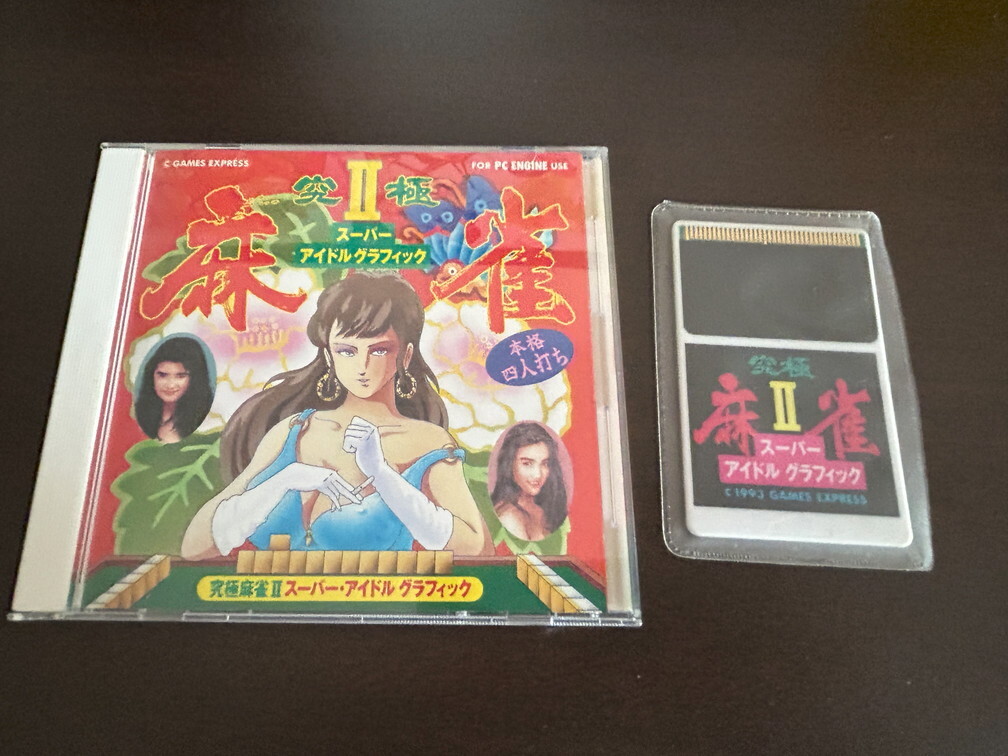 C GAMES EXPRESS
FOR PC ENGINE USE
究極
II
麻雀
スーパー
アイドルグラフィック
本格
四人打ち
究極麻雀II スーパー・アイドル グラフィック
究極
II
麻雀
スーパー
アイドル グラフィック
C 1993 GAMES EXPRESS